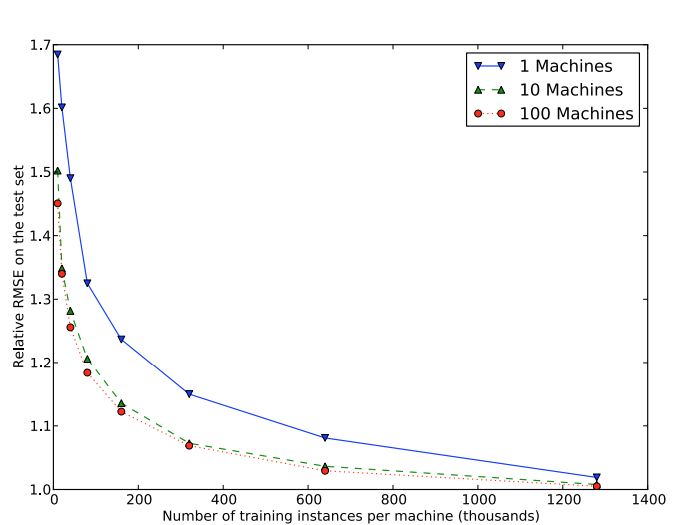 1.7
1.6
1.5
1.4
1.3
1.2
1.1
1.0
Relative RMSE on the test set
1 Machines
10 Machines
100 Machines
0 200 400 600 800 1000 1200 1400
Number of training instances per machine (thousands)